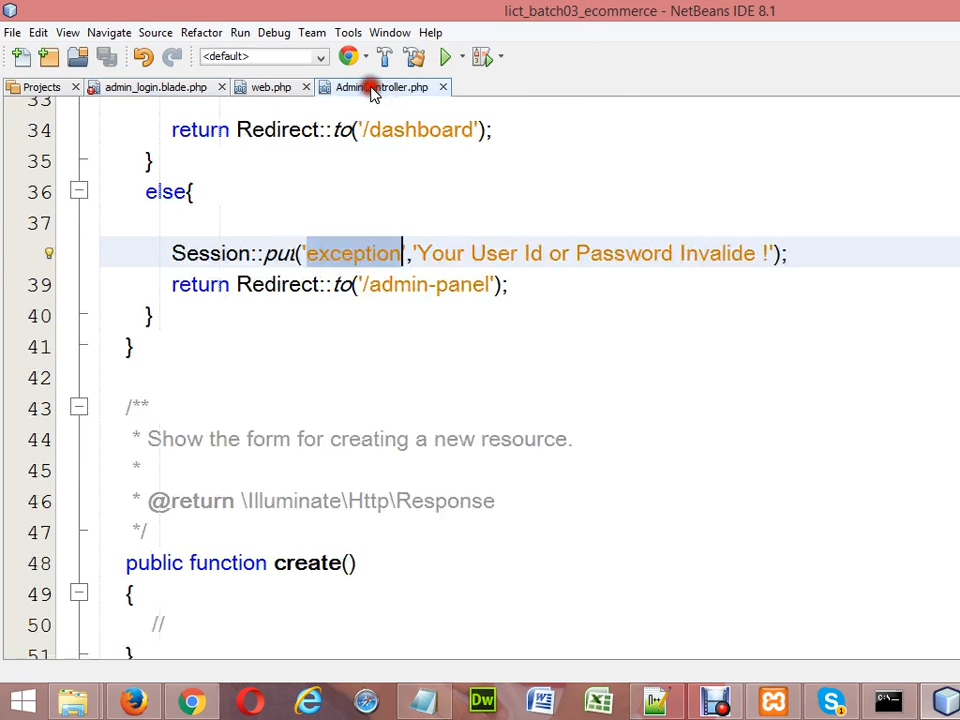 lict_batch03_ecommerce - NetBeans IDE 8.1
File Edit View Navigate Source Refactor Run Debug Team Tools Window Help
<default>
Projects admin_login.blade.php web.php AdminController.php
33
34 return Redirect::to('/dashboard');
35 }
36 else{
37
Session::put('exception','Your User Id or Password Invalide !');
39 return Redirect::to('/admin-panel');
40 }
41 }
42
43 /**
44 * Show the form for creating a new resource.
45 *
46 * @return \Illuminate\Http\Response
47 */
48 public function create()
49 {
50 //
51 }